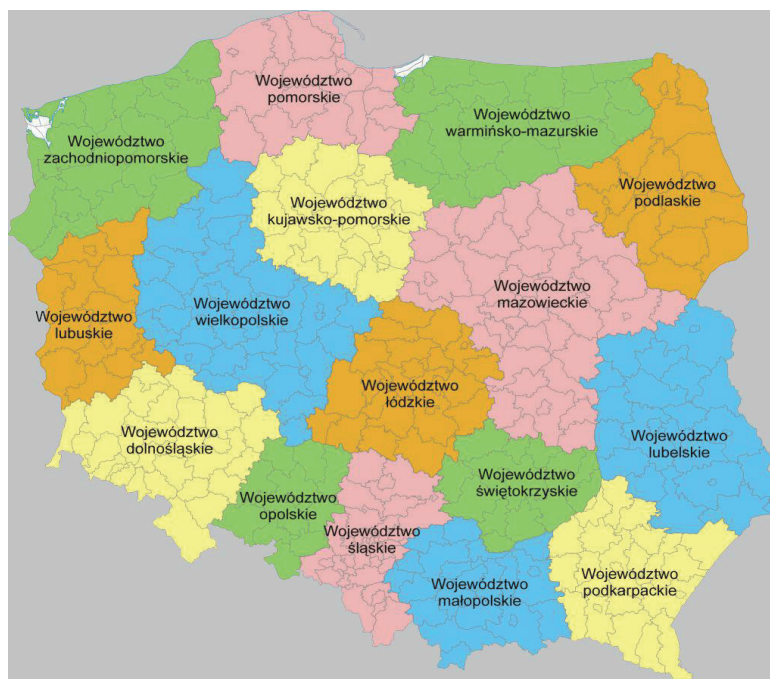 Województwo
pomorskie
Województwo
zachodniopomorskie
Województwo
warmińsko-mazurskie
Województwo
podlaskie
Województwo
kujawsko-pomorskie
Województwo
mazowieckie
Województwo
wielkopolskie
Województwo
lubuskie
Województwo
łódzkie
Województwo
dolnośląskie
Województwo
lubelskie
Województwo
świętokrzyskie
Województwo
opolskie
Województwo
śląskie
Województwo
małopolskie
Województwo
podkarpackie